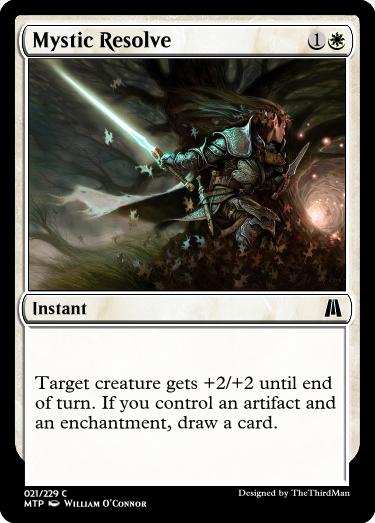 Mystic Resolve 1
Instant
Target creature gets +2/+2 until end
of turn. If you control an artifact and
an enchantment, draw a card.
021/229 C Designed by TheThirdMan
MTP William O'Connor